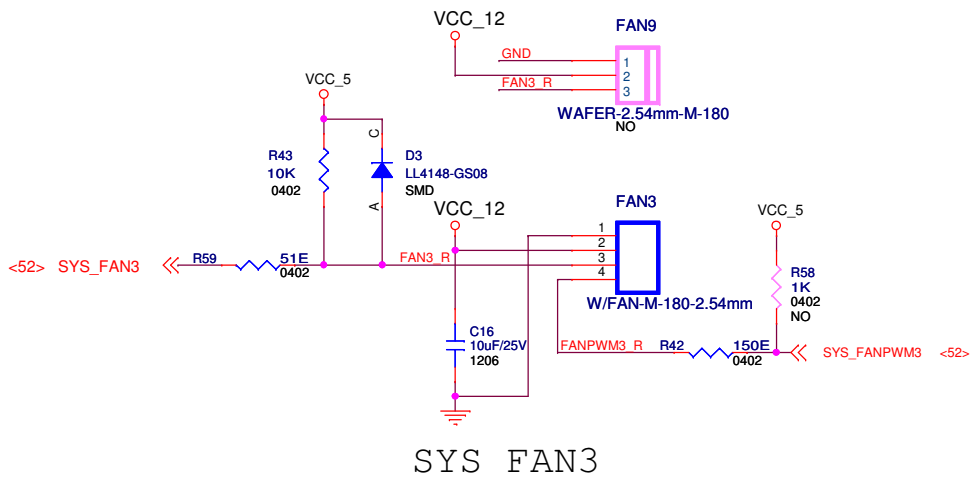 VCC_12
FAN9
GND
1
2
FAN3_R
3
WAFER-2.54mm-M-180
NO
VCC_5
C
R43
10K
0402
D3
LL4148-GS08
SMD
A
VCC_12
FAN3
1
2
3
4
W/FAN-M-180-2.54mm
VCC_5
R58
1K
0402
NO
<52> SYS_FAN3
R59
51E
0402
FAN3_R
C16
10uF/25V
1206
FANPWM3_R
R42
150E
0402
SYS_FANPWM3 <52>
SYS FAN3